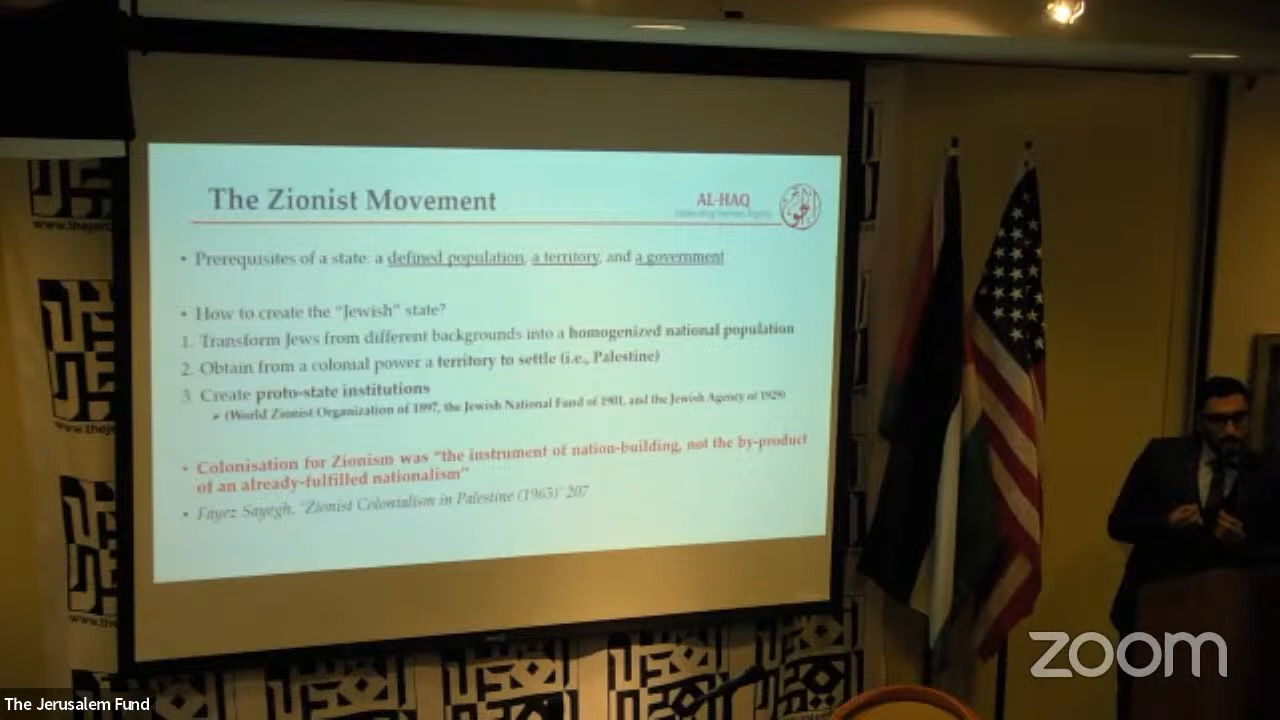 The Zionist Movement
AL-HAQ
• Prerequisites of a state: a defined population, a territory, and a government
• How to create the "Jewish" state?
1. Transform Jews from different backgrounds into a homogenized national population
2. Obtain from a colonial power a territory to settle (i.e., Palestine)
3. Create proto-state institutions
(World Zionist Organization of 1897, the Jewish National Fund of 1901, and the Jewish Agency of 1929)
• Colonisation for Zionism was "the instrument of nation-building, not the by-product
of an already-fulfilled nationalism"
• Fayez Sayegh, 'Zionist Colonialism in Palestine (1965)' 207
zoom
The Jerusalem Fund